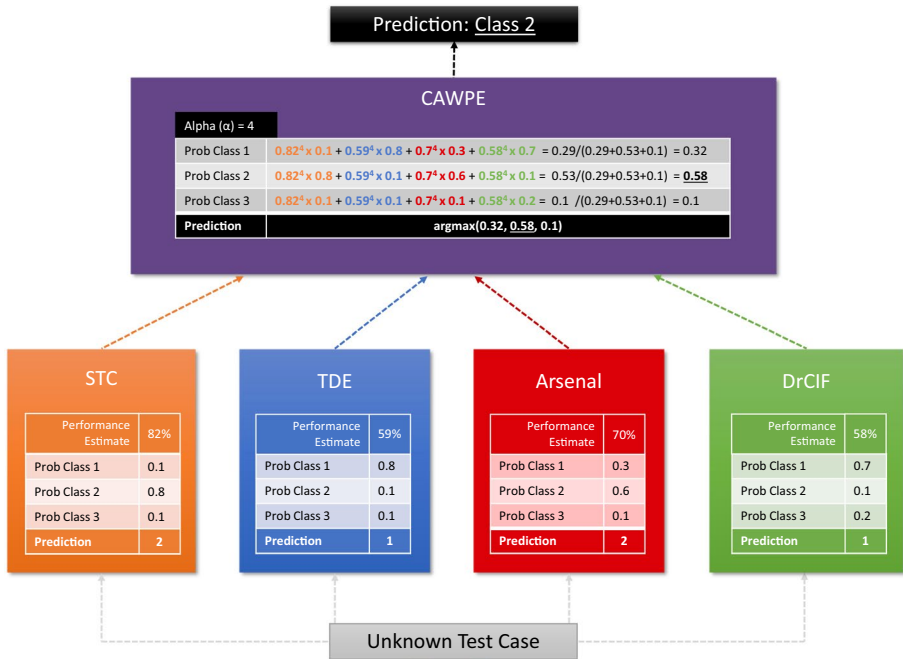 Prediction: Class 2
CAWPE
Alpha (α) = 4
Prob Class 1 0.82⁴ x 0.1 + 0.59⁴ x 0.8 + 0.7⁴ x 0.3 + 0.58⁴ x 0.7 = 0.29/(0.29+0.53+0.1) = 0.32
Prob Class 2 0.82⁴ x 0.8 + 0.59⁴ x 0.1 + 0.7⁴ x 0.6 + 0.58⁴ x 0.1 = 0.53/(0.29+0.53+0.1) = 0.58
Prob Class 3 0.82⁴ x 0.1 + 0.59⁴ x 0.1 + 0.7⁴ x 0.1 + 0.58⁴ x 0.2 = 0.1 /(0.29+0.53+0.1) = 0.1
Prediction argmax(0.32, 0.58, 0.1)
STC
Performance
Estimate 82%
Prob Class 1 0.1
Prob Class 2 0.8
Prob Class 3 0.1
Prediction 2
TDE
Performance
Estimate 59%
Prob Class 1 0.8
Prob Class 2 0.1
Prob Class 3 0.1
Prediction 1
Arsenal
Performance
Estimate 70%
Prob Class 1 0.3
Prob Class 2 0.6
Prob Class 3 0.1
Prediction 2
DrCIF
Performance
Estimate 58%
Prob Class 1 0.7
Prob Class 2 0.1
Prob Class 3 0.2
Prediction 1
Unknown Test Case